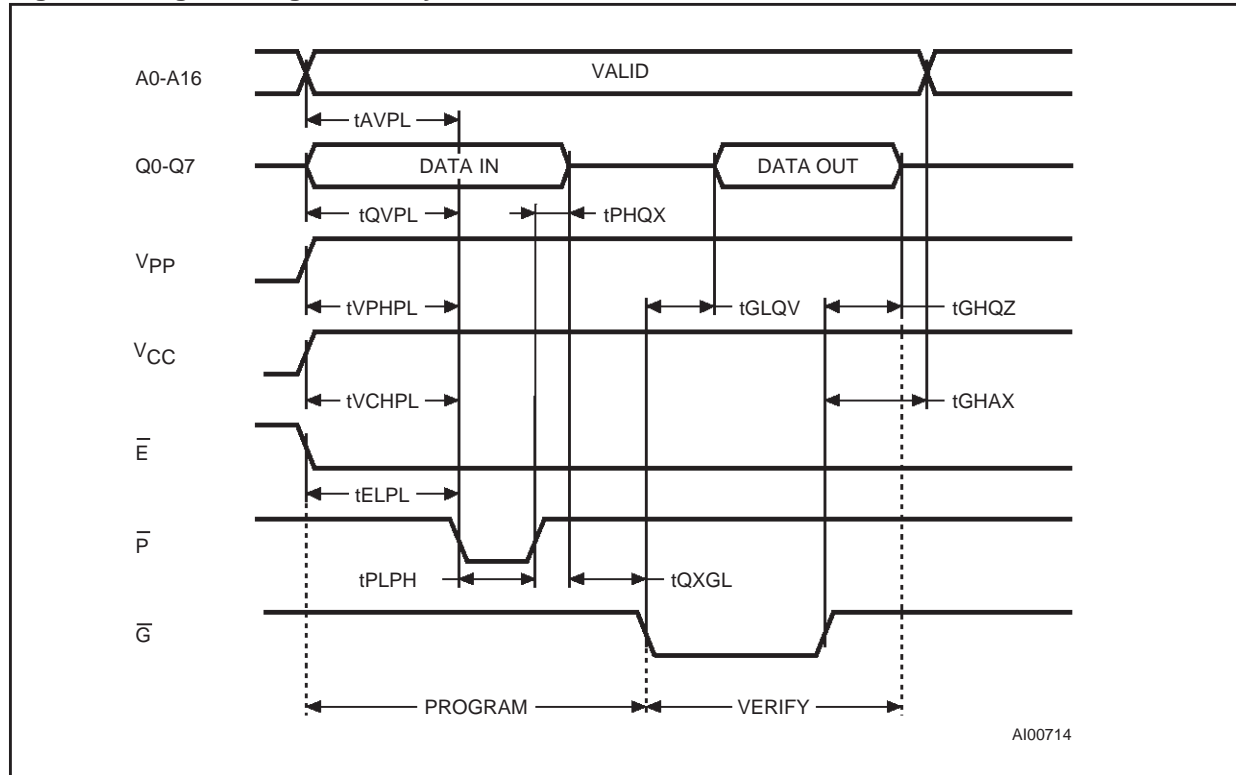 A0-A16
VALID
tAVPL
Q0-Q7
DATA IN
DATA OUT
tQVPL
tPHQX
VPP
tVPHPL
tGLQV
tGHQZ
VCC
tVCHPL
tGHAX
E̅
tELPL
P̅
tPLPH
tQXGL
G̅
PROGRAM
VERIFY
AI00714